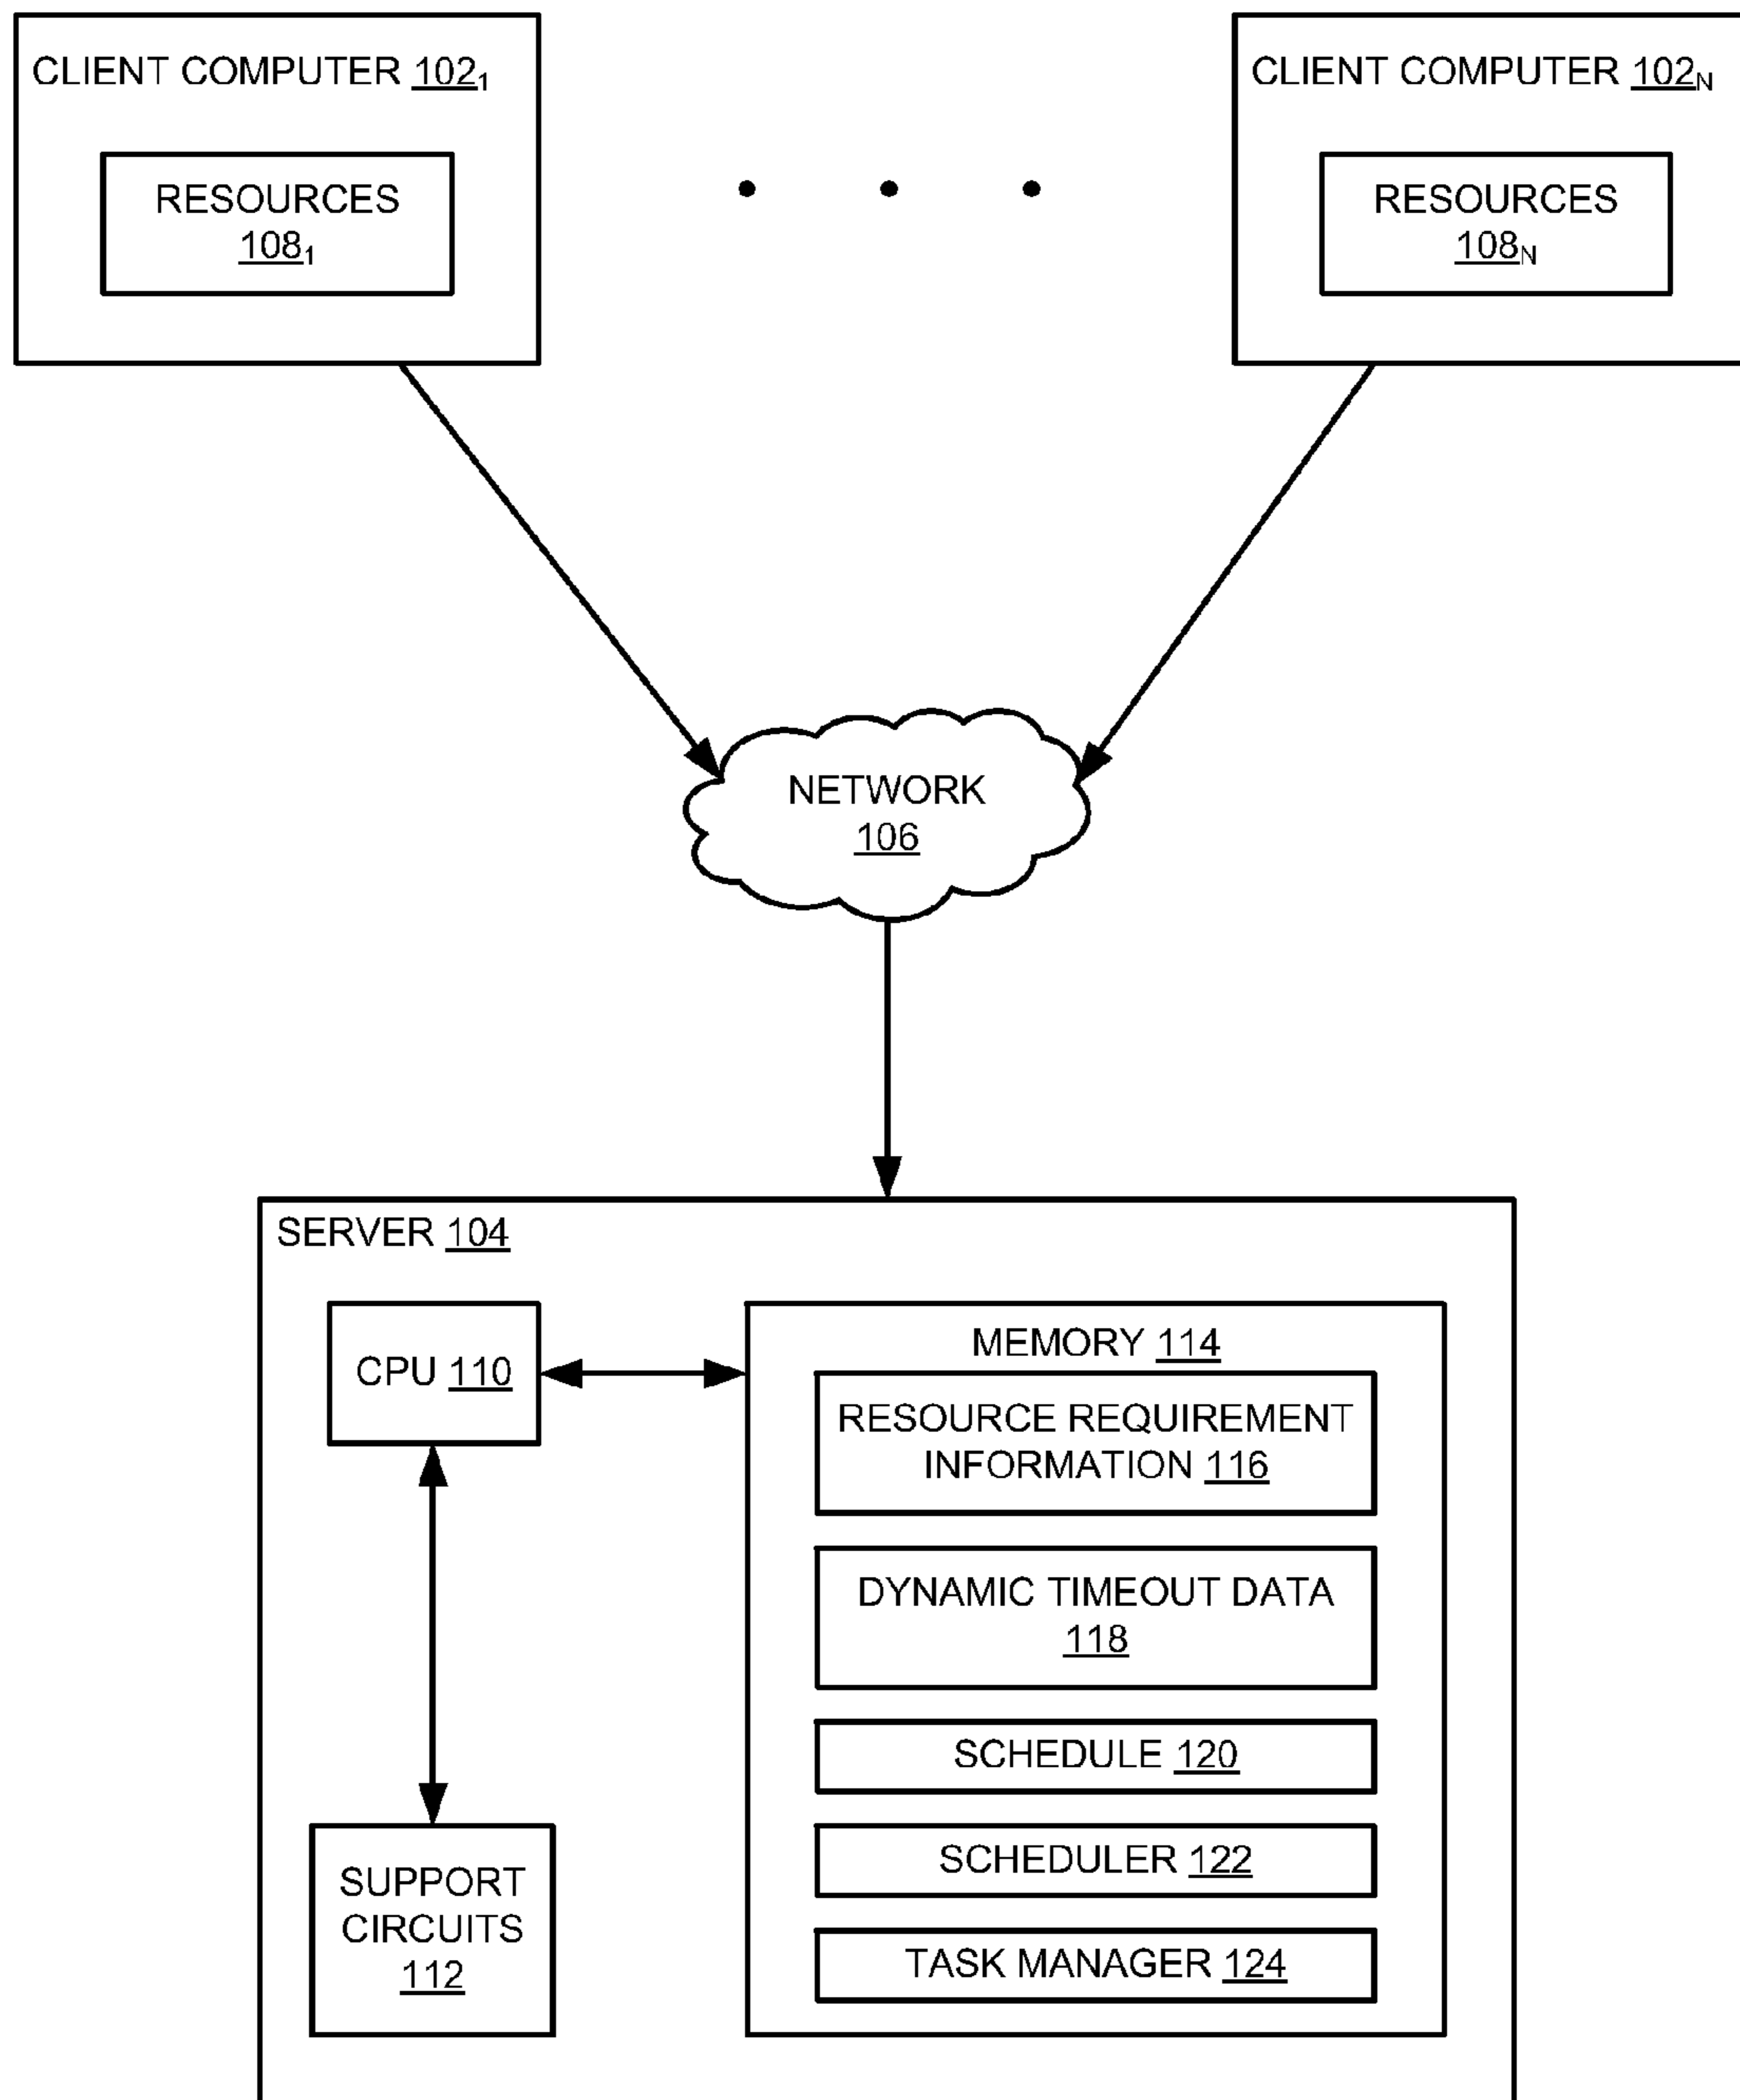 CLIENT COMPUTER 102₁
RESOURCES
108₁
CLIENT COMPUTER 102N
RESOURCES
108N
NETWORK
106
SERVER 104
CPU 110
SUPPORT
CIRCUITS
112
MEMORY 114
RESOURCE REQUIREMENT
INFORMATION 116
DYNAMIC TIMEOUT DATA
118
SCHEDULE 120
SCHEDULER 122
TASK MANAGER 124